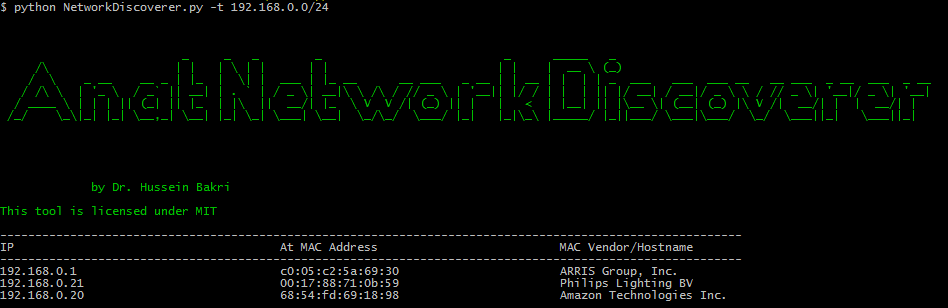 $ python NetworkDiscoverer.py -t 192.168.0.0/24
AnatNetworkDiscoverer
by Dr. Hussein Bakri
This tool is licensed under MIT
IP At MAC Address MAC Vendor/Hostname
192.168.0.1 c0:05:c2:5a:69:30 ARRIS Group, Inc.
192.168.0.21 00:17:88:71:0b:59 Philips Lighting BV
192.168.0.20 68:54:fd:69:18:98 Amazon Technologies Inc.